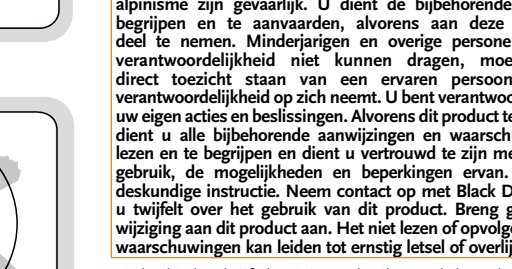 alpinisme zijn gevaarlijk. U dient de bijbehorende
begrijpen en te aanvaarden, alvorens aan deze
deel te nemen. Minderjarigen en overige persone
verantwoordelijkheid niet kunnen dragen, moe
direct toezicht staan van een ervaren persoon
verantwoordelijkheid op zich neemt. U bent verantwoo
uw eigen acties en beslissingen. Alvorens dit product te
dient u alle bijbehorende aanwijzingen en waarsch
lezen en te begrijpen en dient u vertrouwd te zijn me
gebruik, de mogelijkheden en beperkingen ervan.
deskundige instructie. Neem contact op met Black D
u twijfelt over het gebruik van dit product. Breng g
wijziging aan dit product aan. Het niet lezen of opvolge
waarschuwingen kan leiden tot ernstig letsel of overlij